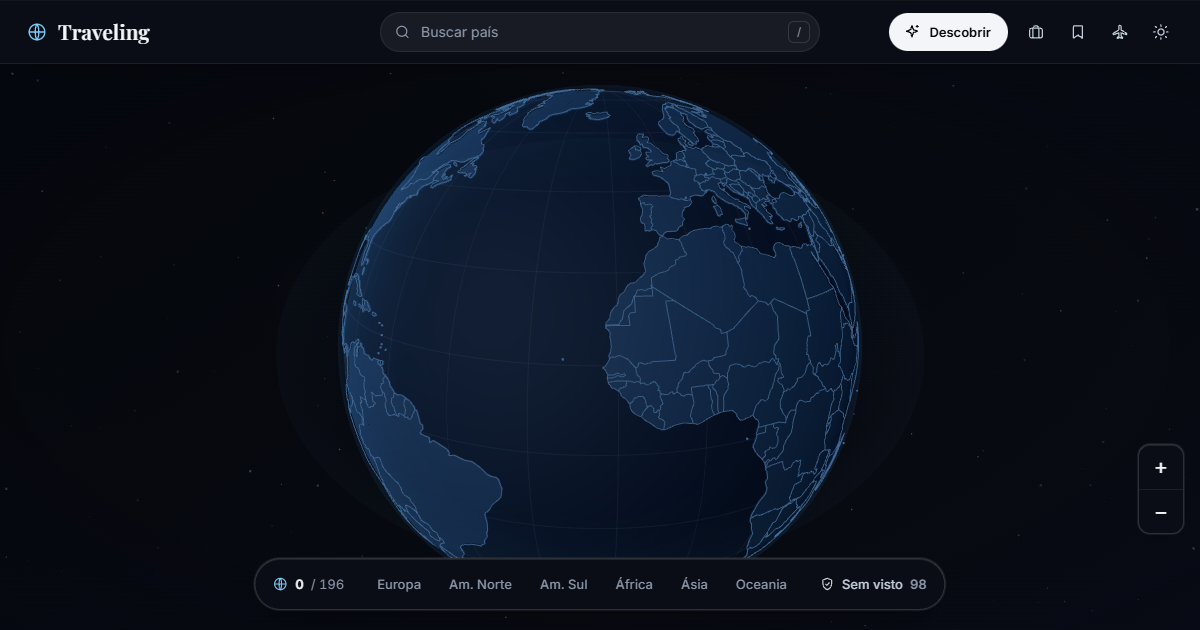 Traveling
Buscar país
/
Descobrir
+
−
0 / 196
Europa
Am. Norte
Am. Sul
África
Ásia
Oceania
Sem visto 98